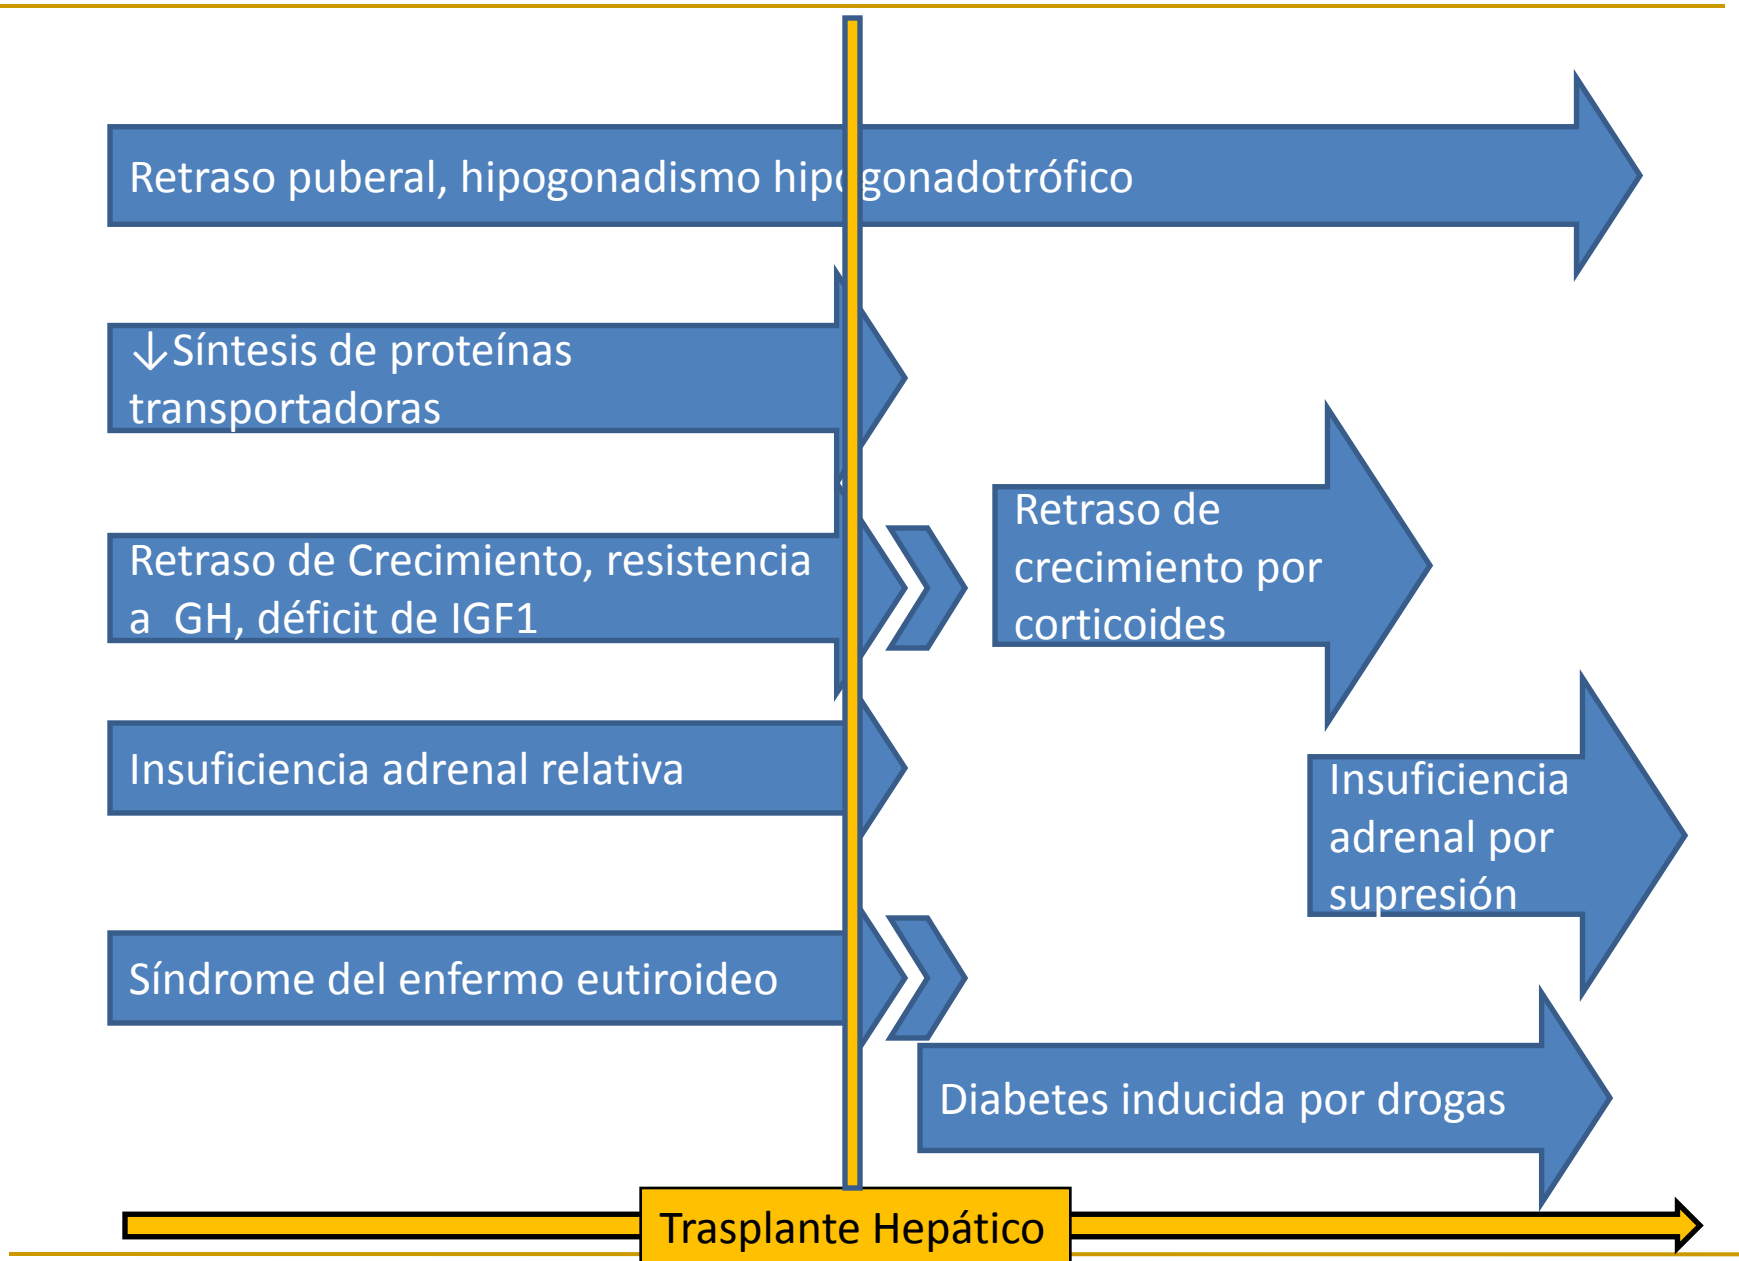 Retraso puberal, hipogonadismo hipogonadotrófico
↓Síntesis de proteínas
transportadoras
Retraso de Crecimiento, resistencia
a GH, déficit de IGF1
Retraso de
crecimiento por
corticoides
Insuficiencia adrenal relativa
Insuficiencia
adrenal por
supresión
Síndrome del enfermo eutiroideo
Diabetes inducida por drogas
Trasplante Hepático